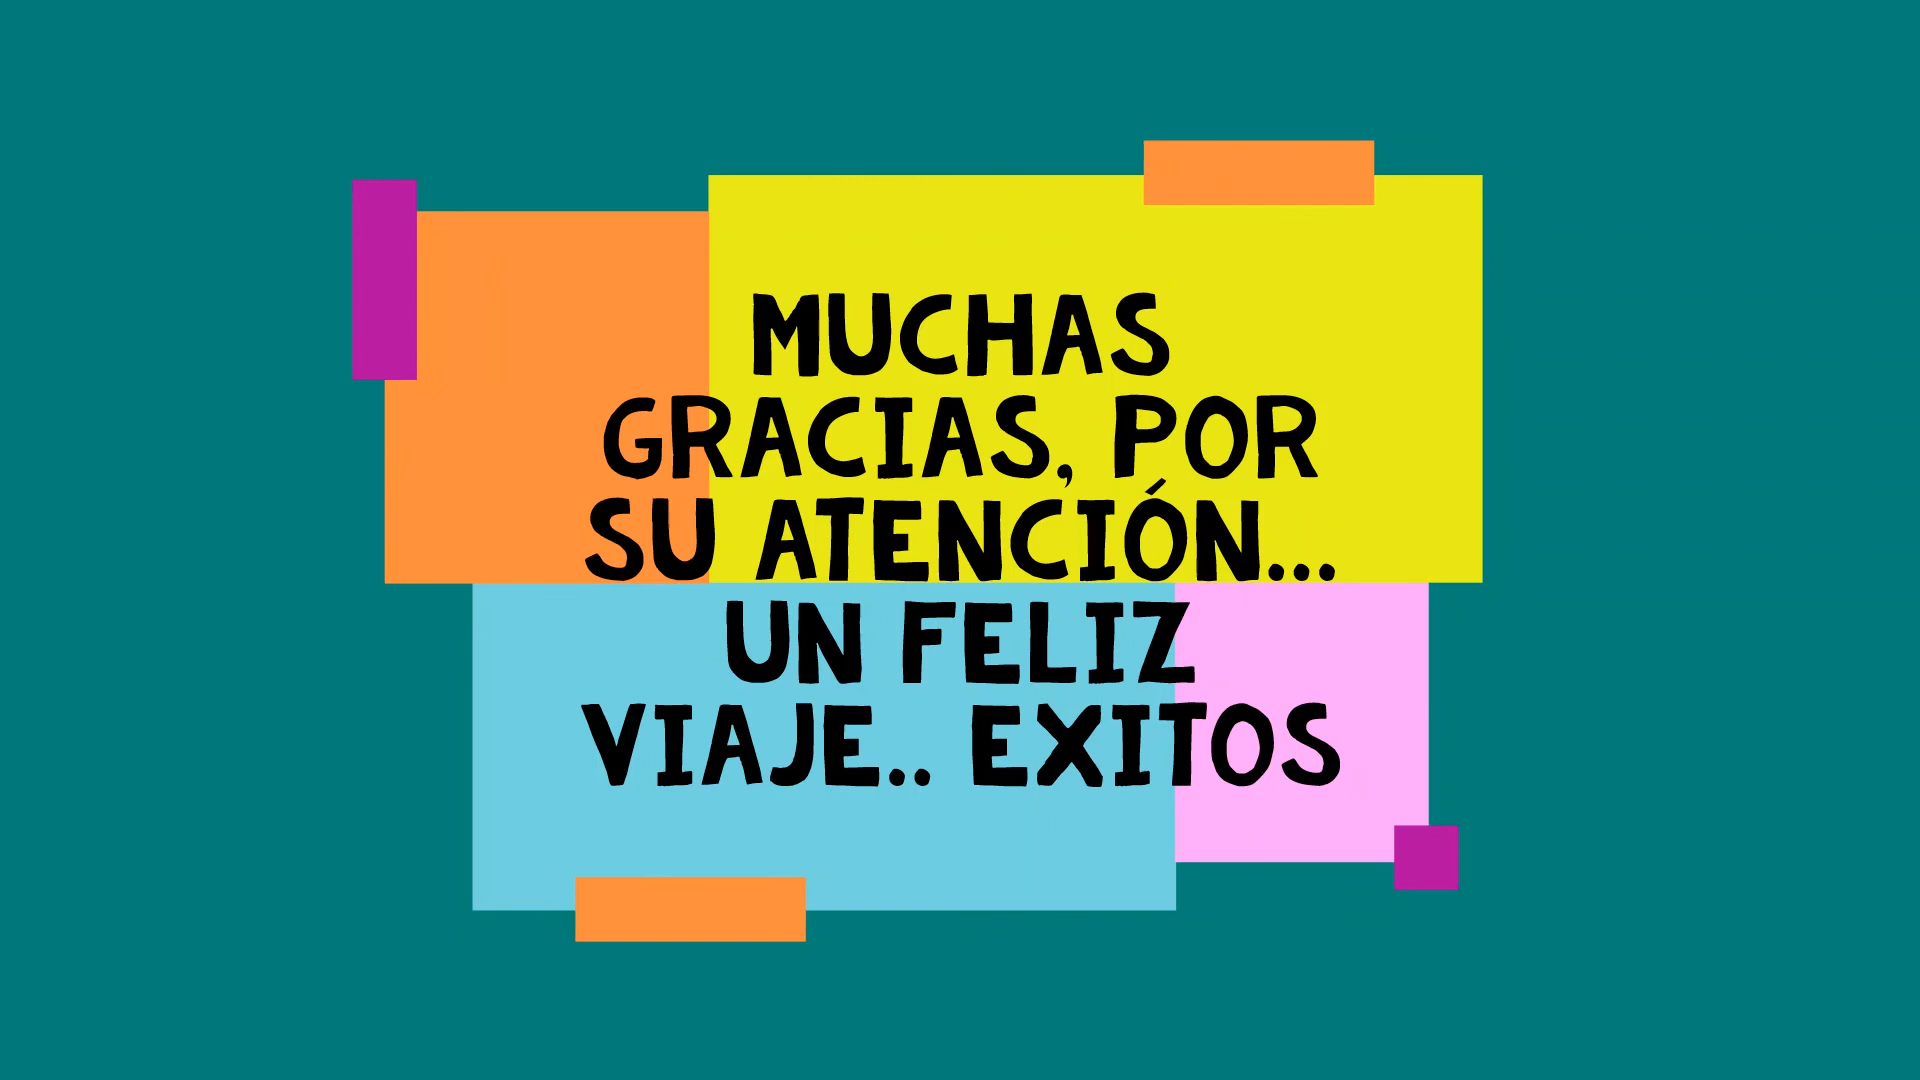 MUCHAS
GRACIAS, POR
SU ATENCIÓN...
UN FELIZ
VIAJE.. EXITOS